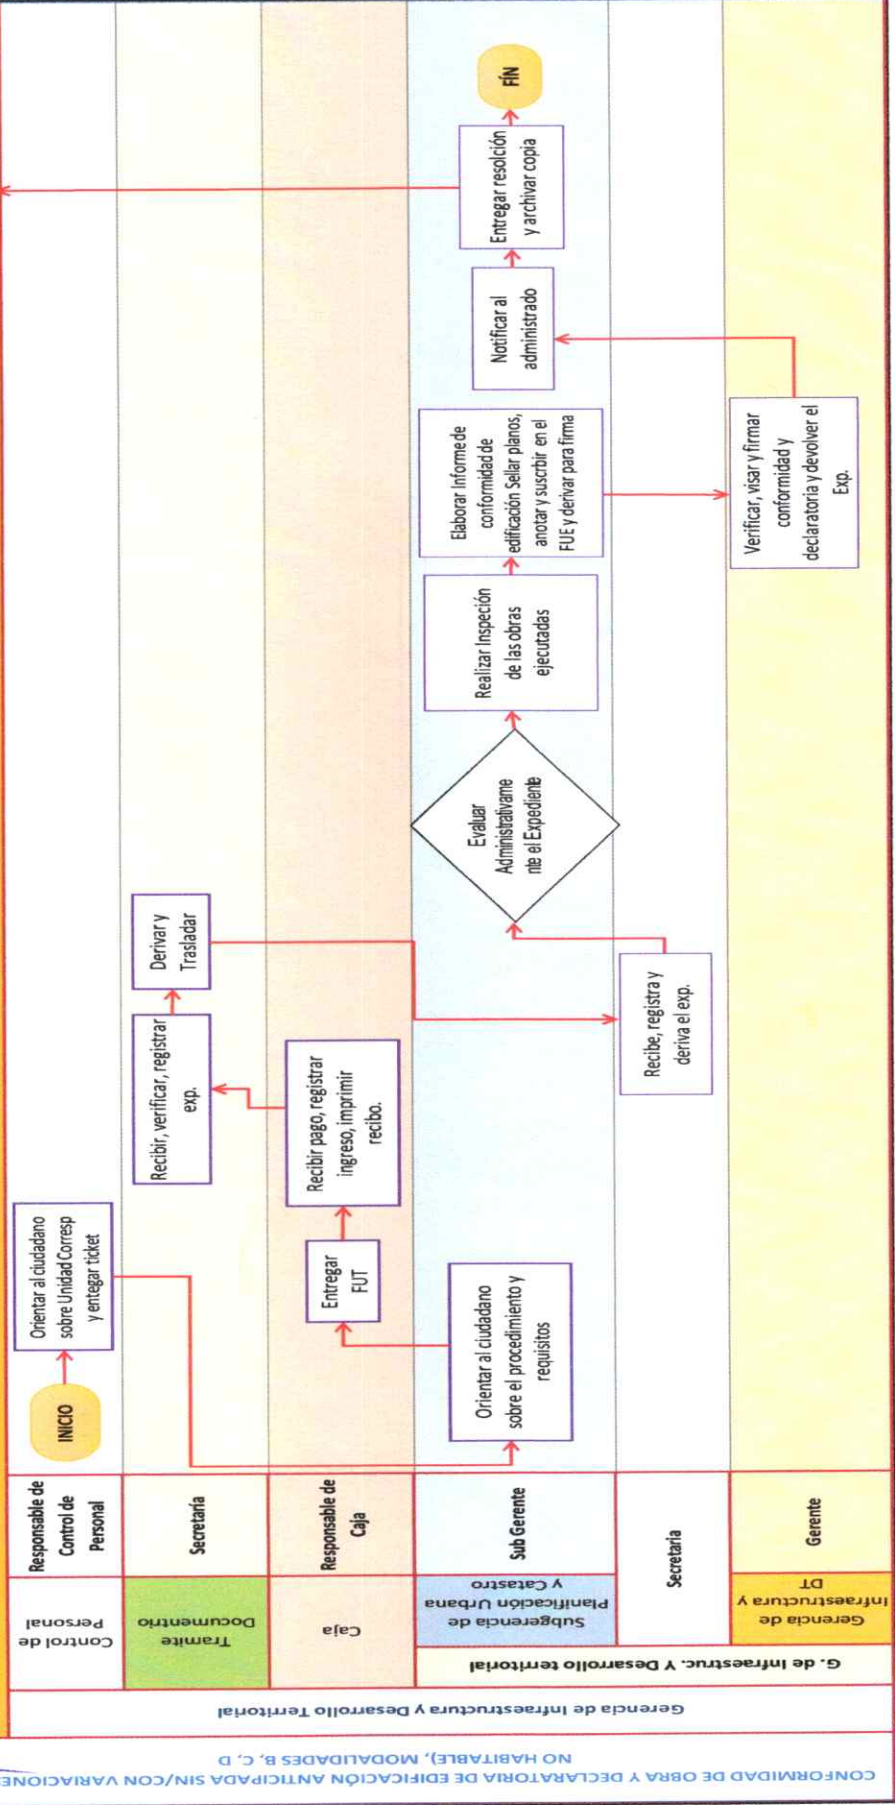 CONFORMIDAD DE OBRA Y DECLARATORIA DE EDIFICACIÓN ANTICIPADA SIN/CON VARIACIONES
NO HABITABLE), MODALIDADES B, C, D
Gerencia de Infraestructura y Desarrollo Territorial
Control de
Personal
Responsable de
Control de
Personal
INICIO
Orientar al ciudadano
sobre Unidad Corresp
y entegar ticket
Tramite
Documentrio
Secretaría
Recibir, verificar, registrar
exp.
Derivar y
Trasladar
Caja
Responsable de
Caja
Entregar
FUT
Recibir pago, registrar
ingreso, imprimir
recibo.
G. de Infraestruc. Y Desarrollo territorial
Subgerencia de
Planificación Urbana
y Catastro
Sub Gerente
Orientar al ciudadano
sobre el procedimiento y
requisitos
Evaluar
Administrativame
nte el Expediente
Realizar Inspeción
de las obras
ejecutadas
Elaborar Informe de
conformidad de
edificación Sellar planos,
anotar y suscrbir en el
FUE y derivar para firma
Notificar al
administrado
Entregar resolción
y archivar copia
FÍN
Secretaria
Recibe, registra y
deriva el exp.
Gerencia de
Infraestructura y
DT
Gerente
Verificar, visar y firmar
conformidad y
declaratoria y devolver el
Exp.